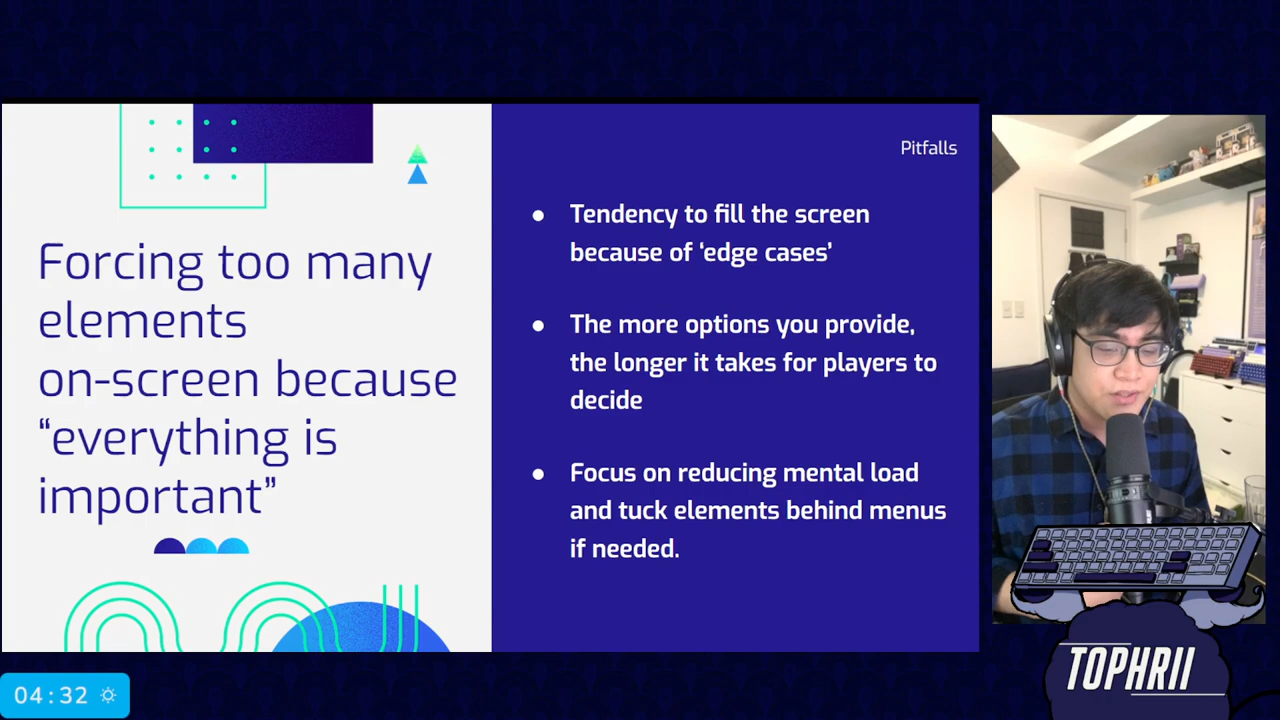 Forcing too many
elements
on-screen because
“everything is
important”
Pitfalls
● Tendency to fill the screen
because of ‘edge cases’
● The more options you provide,
the longer it takes for players to
decide
● Focus on reducing mental load
and tuck elements behind menus
if needed.
04:32
TOPHRII